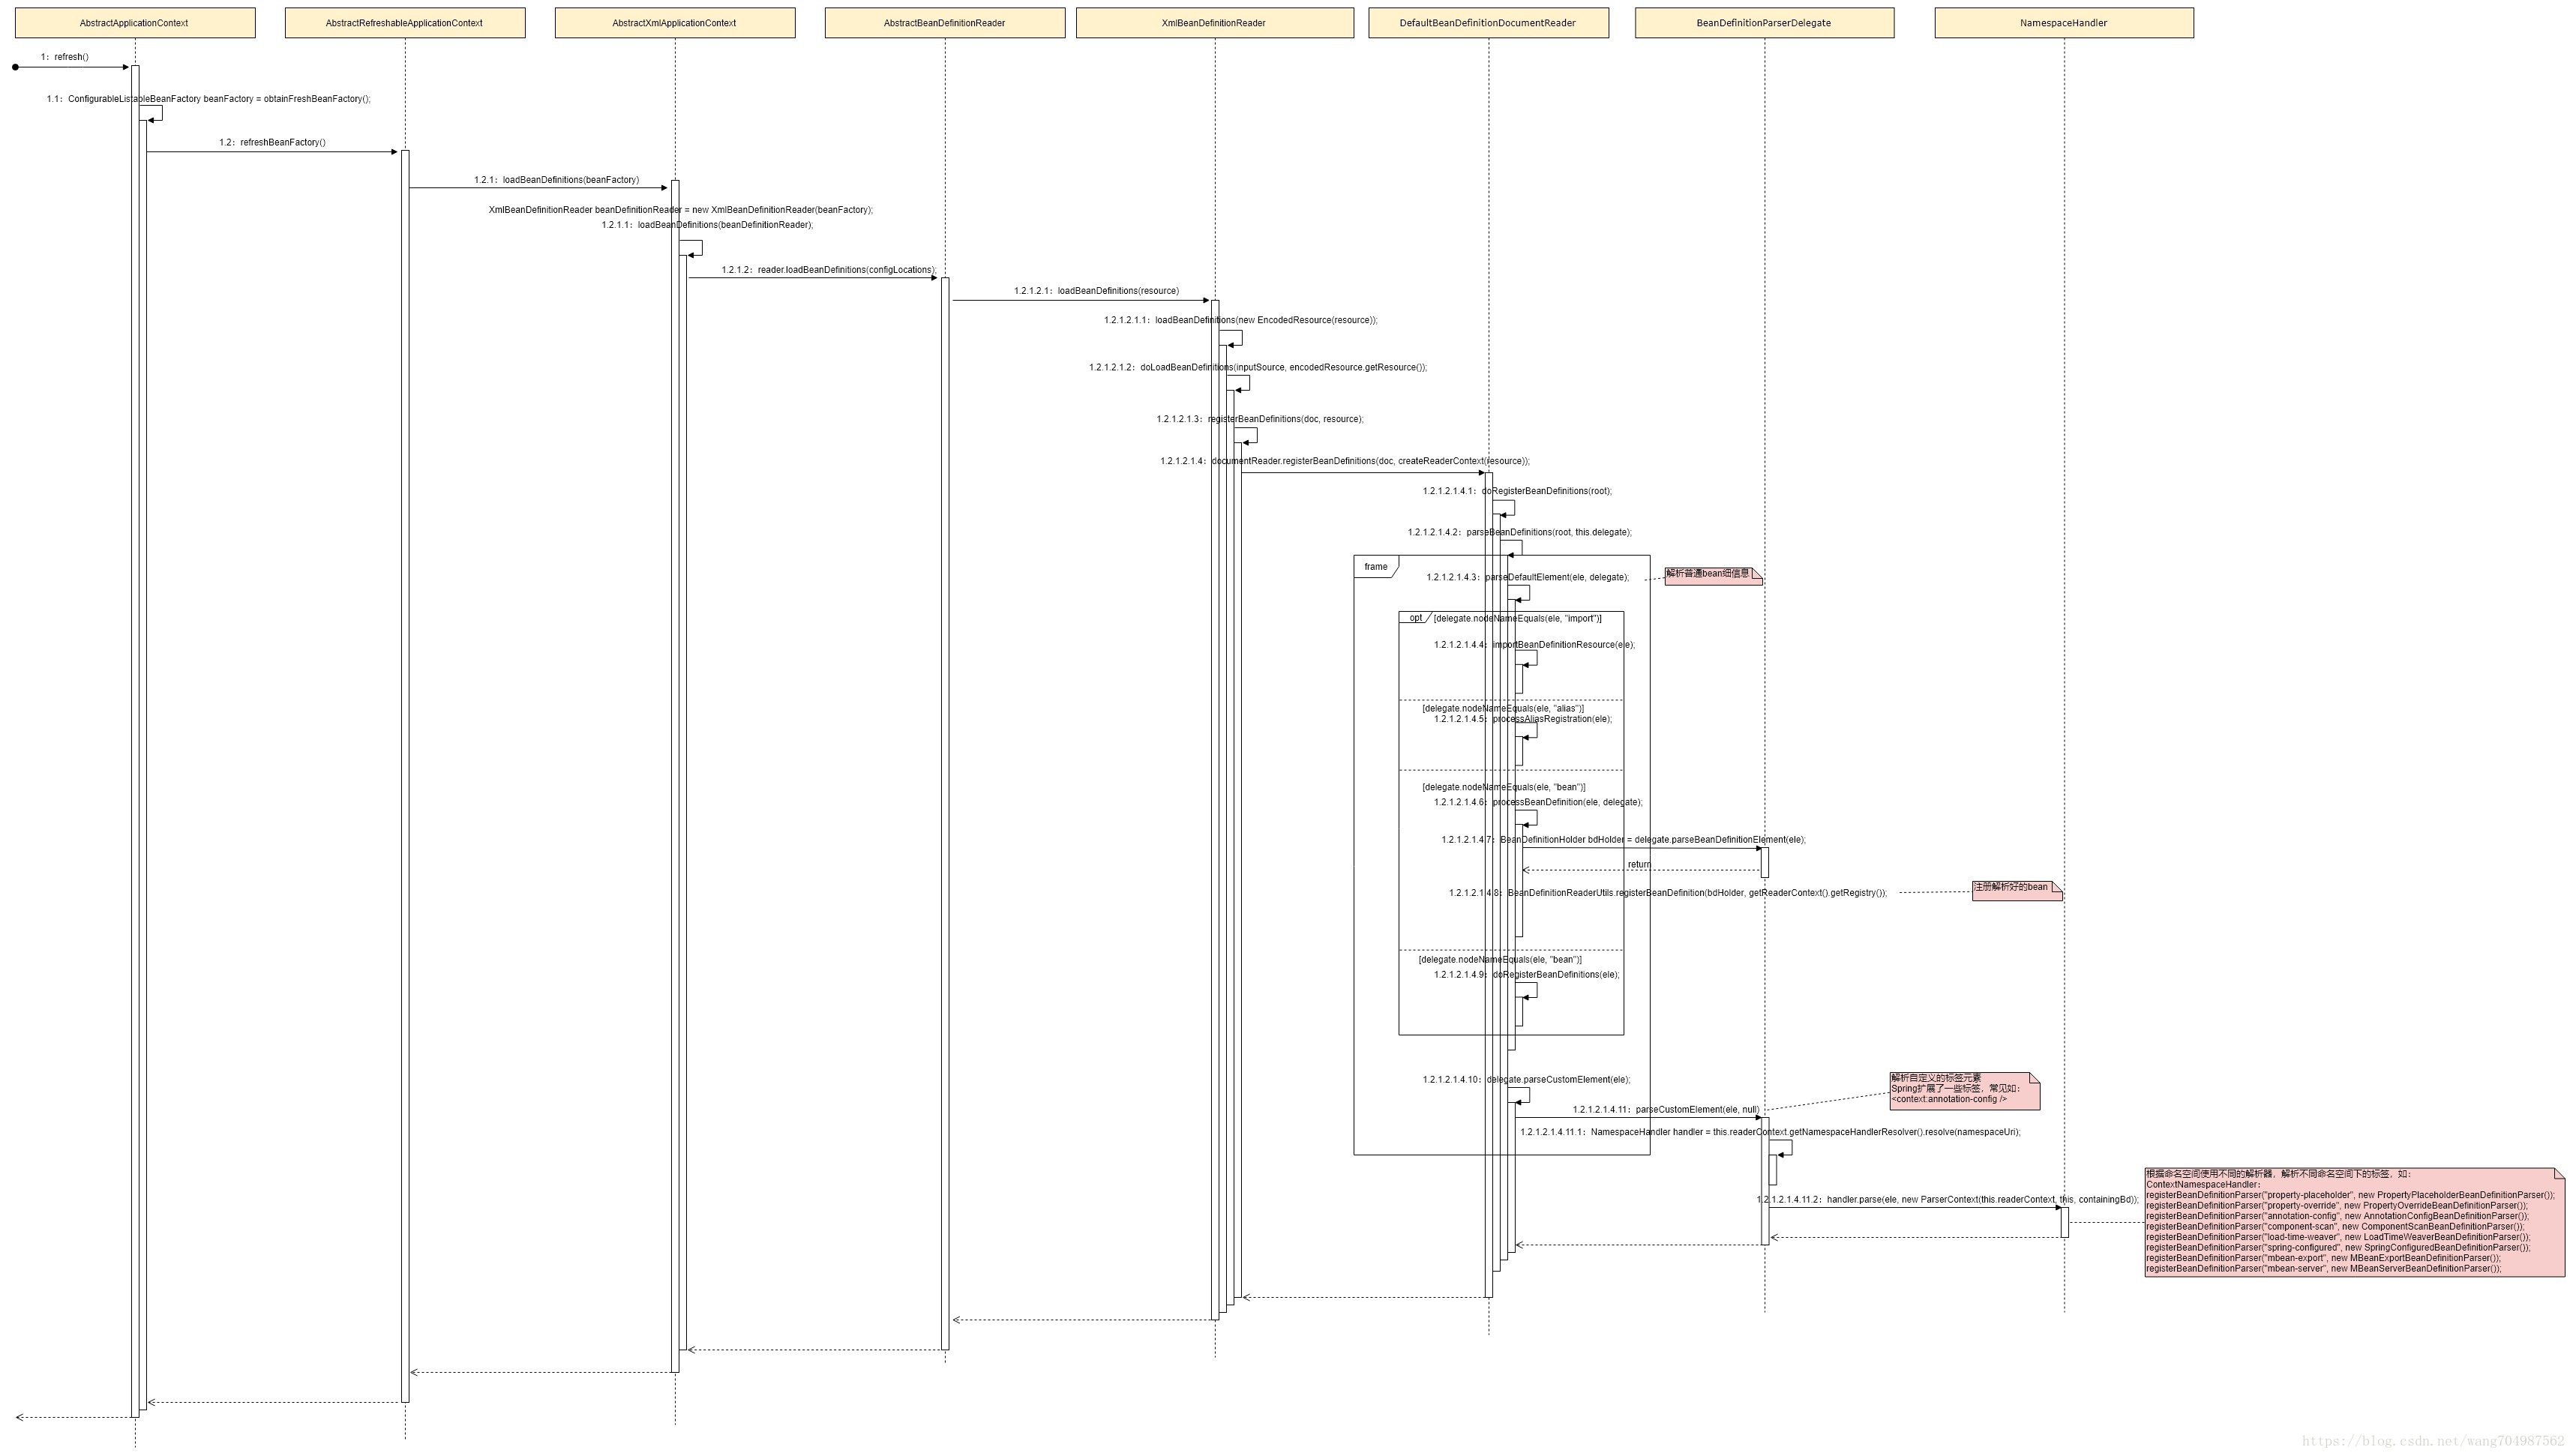 AbstractApplicationContext
AbstractRefreshableApplicationContext
AbstractXmlApplicationContext
AbstractBeanDefinitionReader
XmlBeanDefinitionReader
DefaultBeanDefinitionDocumentReader
BeanDefinitionParserDelegate
NamespaceHandler
1：refresh()
1.1：ConfigurableListableBeanFactory beanFactory = obtainFreshBeanFactory();
1.2：refreshBeanFactory()
1.2.1：loadBeanDefinitions(beanFactory)
XmlBeanDefinitionReader beanDefinitionReader = new XmlBeanDefinitionReader(beanFactory);
1.2.1.1：loadBeanDefinitions(beanDefinitionReader);
1.2.1.2：reader.loadBeanDefinitions(configLocations);
1.2.1.2.1：loadBeanDefinitions(resource)
1.2.1.2.1.1：loadBeanDefinitions(new EncodedResource(resource));
1.2.1.2.1.2：doLoadBeanDefinitions(inputSource, encodedResource.getResource());
1.2.1.2.1.3：registerBeanDefinitions(doc, resource);
1.2.1.2.1.4：documentReader.registerBeanDefinitions(doc, createReaderContext(resource));
1.2.1.2.1.4.1：doRegisterBeanDefinitions(root);
1.2.1.2.1.4.2：parseBeanDefinitions(root, this.delegate);
frame
1.2.1.2.1.4.3：parseDefaultElement(ele, delegate);
解析普通bean细信息
opt
[delegate.nodeNameEquals(ele, "import")]
1.2.1.2.1.4.4：importBeanDefinitionResource(ele);
[delegate.nodeNameEquals(ele, "alias")]
1.2.1.2.1.4.5：processAliasRegistration(ele);
[delegate.nodeNameEquals(ele, "bean")]
1.2.1.2.1.4.6：processBeanDefinition(ele, delegate);
1.2.1.2.1.4.7：BeanDefinitionHolder bdHolder = delegate.parseBeanDefinitionElement(ele);
return
1.2.1.2.1.4.8：BeanDefinitionReaderUtils.registerBeanDefinition(bdHolder, getReaderContext().getRegistry());
注册解析好的bean
[delegate.nodeNameEquals(ele, "bean")]
1.2.1.2.1.4.9：doRegisterBeanDefinitions(ele);
1.2.1.2.1.4.10：delegate.parseCustomElement(ele);
解析自定义的标签元素
Spring扩展了一些标签，常见如：
<context:annotation-config />
1.2.1.2.1.4.11：parseCustomElement(ele, null)
1.2.1.2.1.4.11.1：NamespaceHandler handler = this.readerContext.getNamespaceHandlerResolver().resolve(namespaceUri);
1.2.1.2.1.4.11.2：handler.parse(ele, new ParserContext(this.readerContext, this, containingBd));
根据命名空间使用不同的解析器，解析不同命名空间下的标签，如：
ContextNamespaceHandler：
registerBeanDefinitionParser("property-placeholder", new PropertyPlaceholderBeanDefinitionParser());
registerBeanDefinitionParser("property-override", new PropertyOverrideBeanDefinitionParser());
registerBeanDefinitionParser("annotation-config", new AnnotationConfigBeanDefinitionParser());
registerBeanDefinitionParser("component-scan", new ComponentScanBeanDefinitionParser());
registerBeanDefinitionParser("load-time-weaver", new LoadTimeWeaverBeanDefinitionParser());
registerBeanDefinitionParser("spring-configured", new SpringConfiguredBeanDefinitionParser());
registerBeanDefinitionParser("mbean-export", new MBeanExportBeanDefinitionParser());
registerBeanDefinitionParser("mbean-server", new MBeanServerBeanDefinitionParser());
https://blog.csdn.net/wang704987562